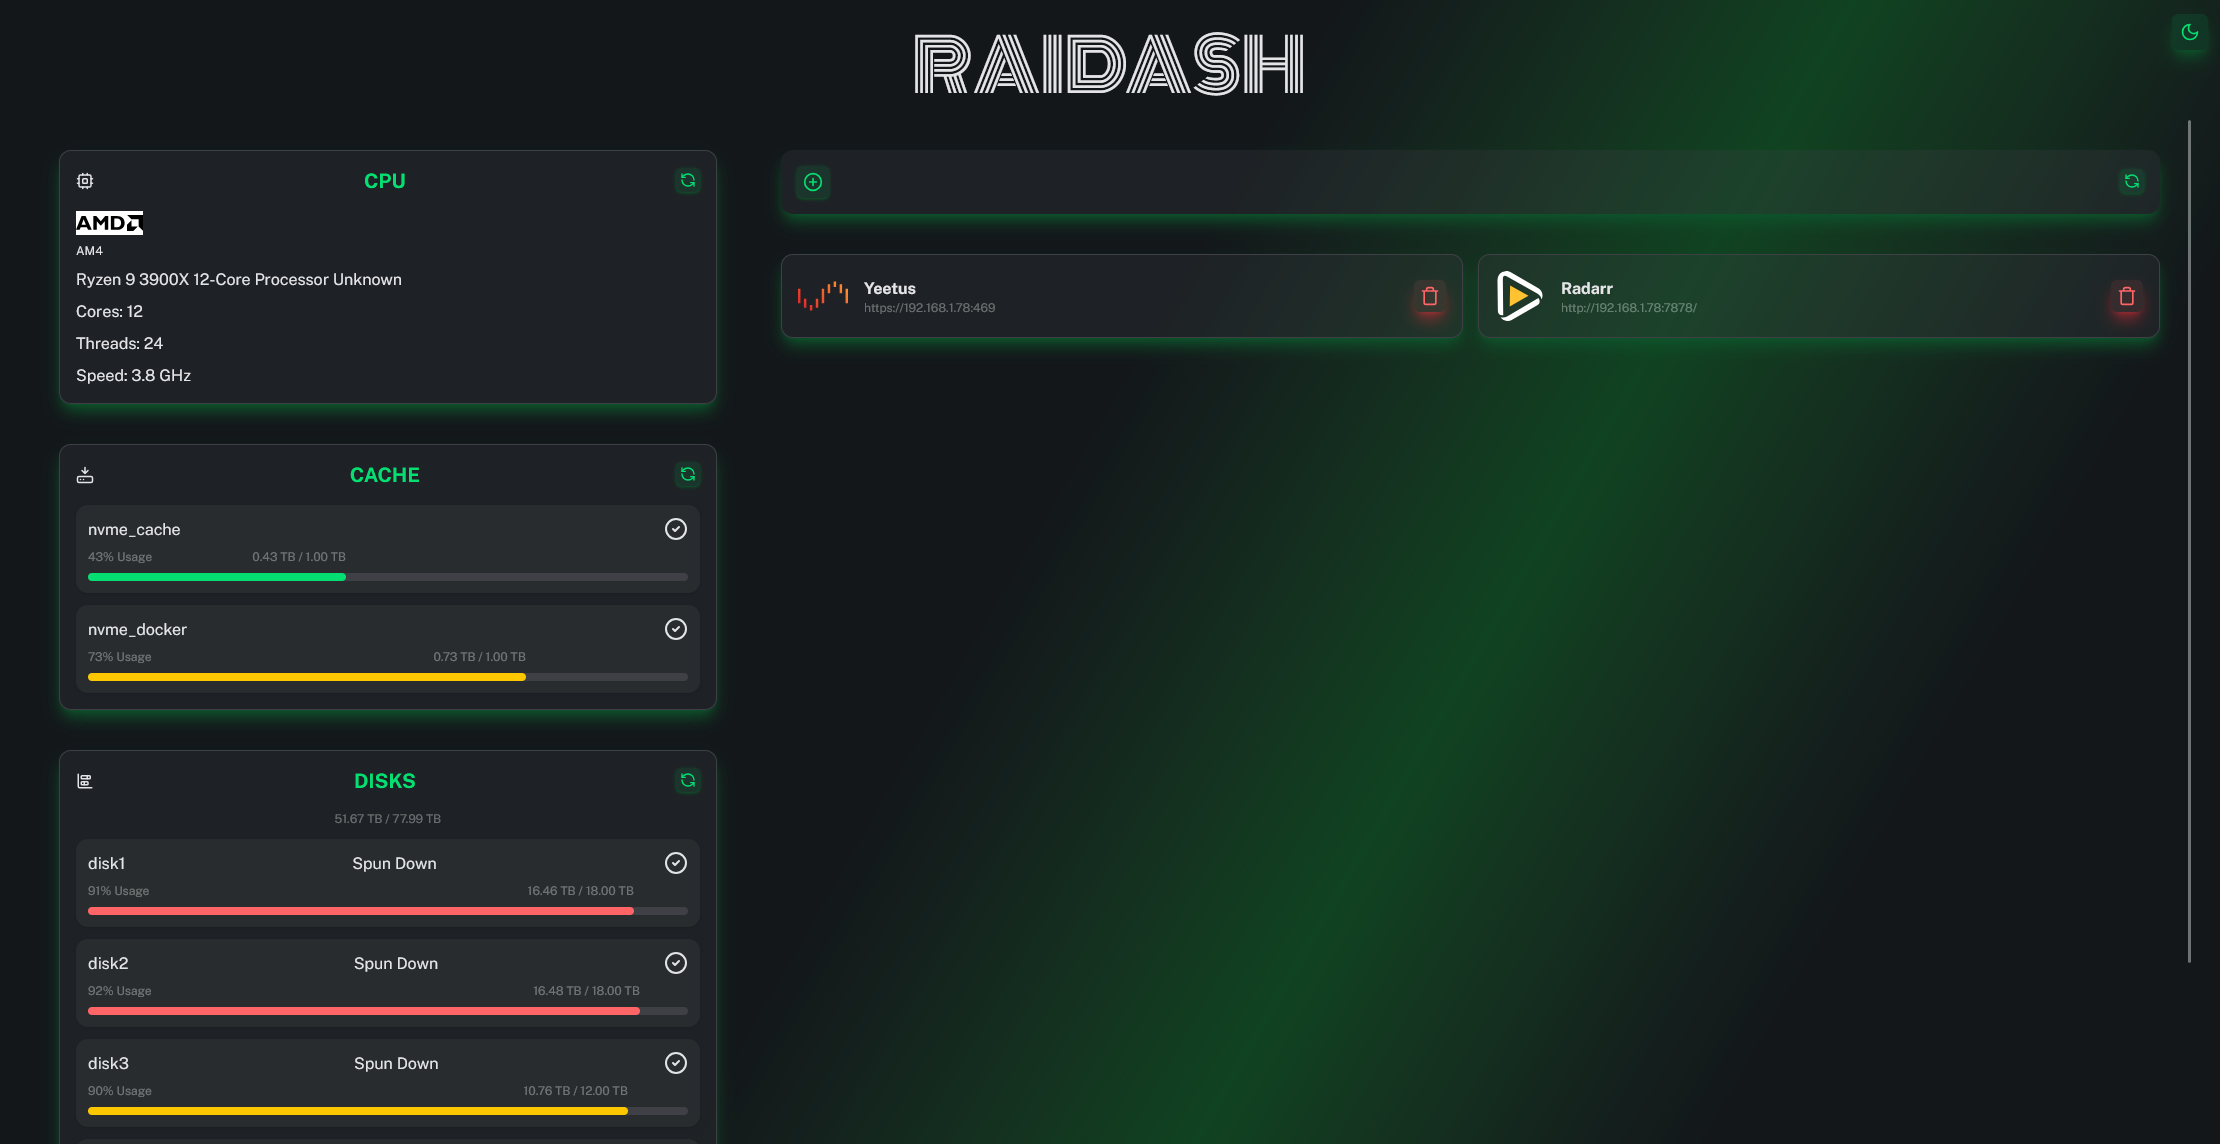 RAIDASH
CPU
AMD
AM4
Ryzen 9 3900X 12-Core Processor Unknown
Cores: 12
Threads: 24
Speed: 3.8 GHz
CACHE
nvme_cache
43% Usage 0.43 TB / 1.00 TB
nvme_docker
73% Usage 0.73 TB / 1.00 TB
DISKS
51.67 TB / 77.99 TB
disk1 Spun Down
91% Usage 16.46 TB / 18.00 TB
disk2 Spun Down
92% Usage 16.48 TB / 18.00 TB
disk3 Spun Down
90% Usage 10.76 TB / 12.00 TB
Yeetus
https://192.168.1.78:469
Radarr
http://192.168.1.78:7878/